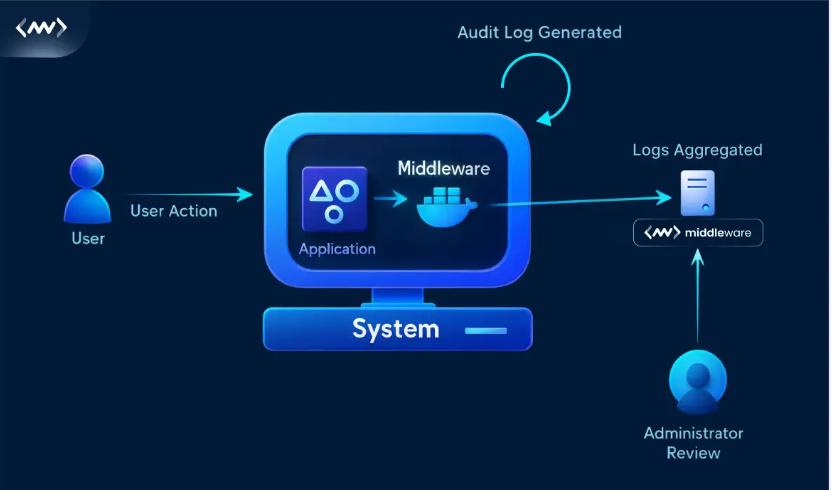 Audit Log Generated
Logs Aggregated
Middleware
User Action
User
Application
middleware
System
Administrator
Review